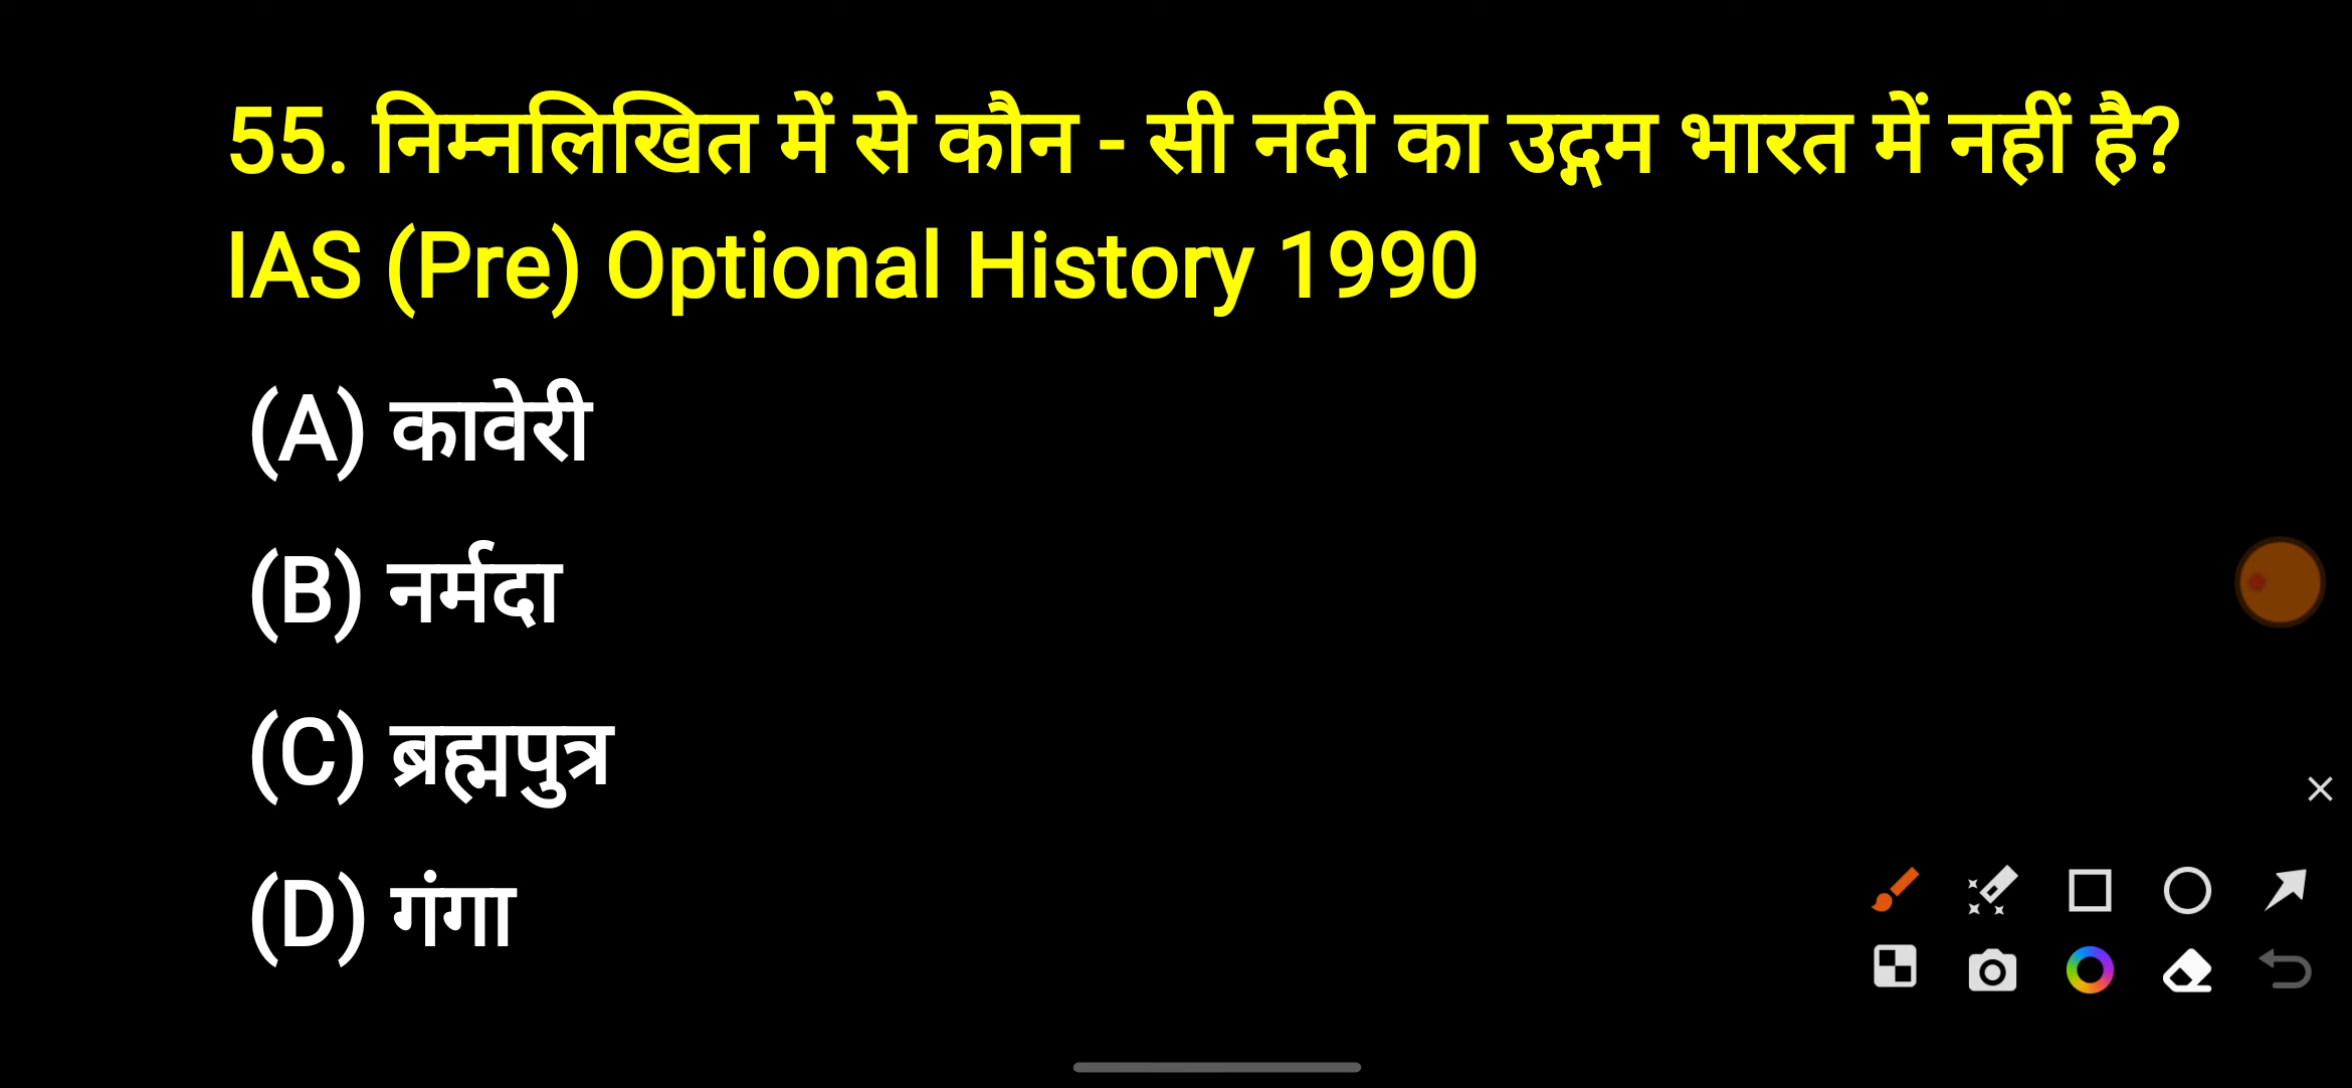 55. निम्नलिखित में से कौन - सी नदी का उद्गम भारत में नहीं है?
IAS (Pre) Optional History 1990
(A) कावेरी
(B) नर्मदा
(C) ब्रह्मपुत्र
(D) गंगा